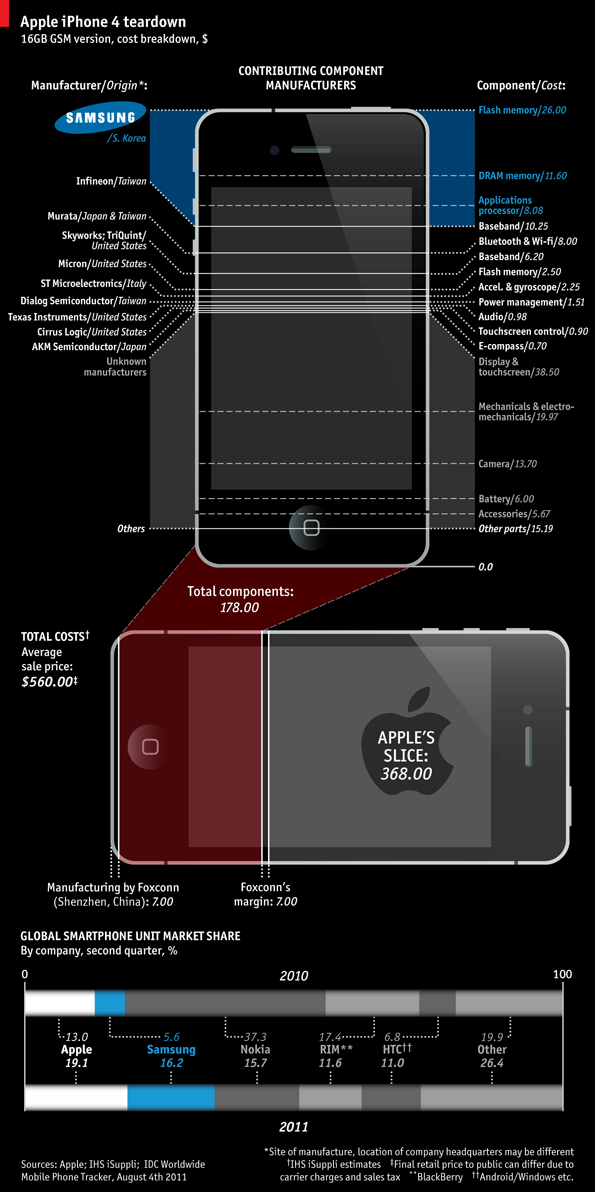 Apple iPhone 4 teardown
16GB GSM version, cost breakdown, $
CONTRIBUTING COMPONENT
MANUFACTURERS
Manufacturer/Origin*:
SAMSUNG
/S. Korea
Infineon/Taiwan
Murata/Japan & Taiwan
Skyworks; TriQuint/
United States
Micron/United States
ST Microelectronics/Italy
Dialog Semiconductor/Taiwan
Texas Instruments/United States
Cirrus Logic/United States
AKM Semiconductor/Japan
Unknown
manufacturers
Others
Component/Cost:
Flash memory/26.00
DRAM memory/11.60
Applications
processor/8.08
Baseband/10.25
Bluetooth & Wi-fi/8.00
Baseband/6.20
Flash memory/2.50
Accel. & gyroscope/2.25
Power management/1.51
Audio/0.98
Touchscreen control/0.90
E-compass/0.70
Display &
touchscreen/38.50
Mechanicals & electro-
mechanicals/19.97
Camera/13.70
Battery/6.00
Accessories/5.67
Other parts/15.19
0.0
Total components:
178.00
TOTAL COSTS†
Average
sale price:
$560.00‡
APPLE'S
SLICE:
368.00
Manufacturing by Foxconn
(Shenzhen, China): 7.00
Foxconn's
margin: 7.00
GLOBAL SMARTPHONE UNIT MARKET SHARE
By company, second quarter, %
0 2010 100
13.0 5.6 37.3 17.4 6.8 19.9
Apple Samsung Nokia RIM** HTC†† Other
19.1 16.2 15.7 11.6 11.0 26.4
2011
Sources: Apple; IHS iSuppli; IDC Worldwide
Mobile Phone Tracker, August 4th 2011
*Site of manufacture, location of company headquarters may be different
†IHS iSuppli estimates ‡Final retail price to public can differ due to
carrier charges and sales tax **BlackBerry ††Android/Windows etc.